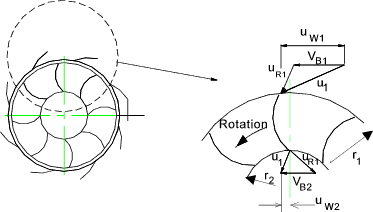 u W1
V B1
u R1
u 1
Rotation
u 1
u R1
r 1
r 2
V B2
u W2